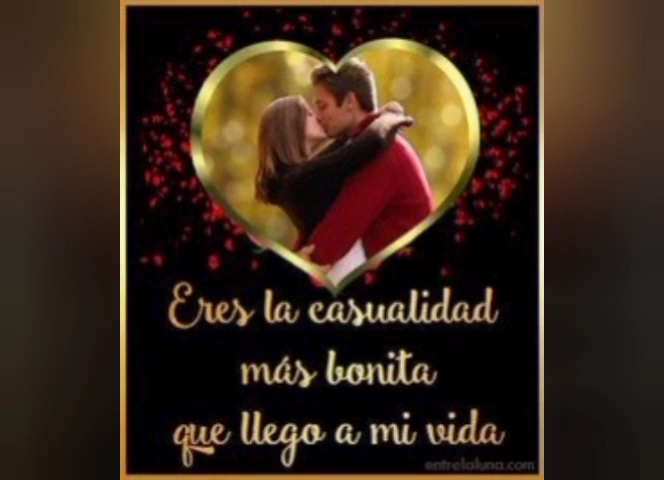 Eres la casualidad
más bonita
que llego a mi vida
entrelaluna.com